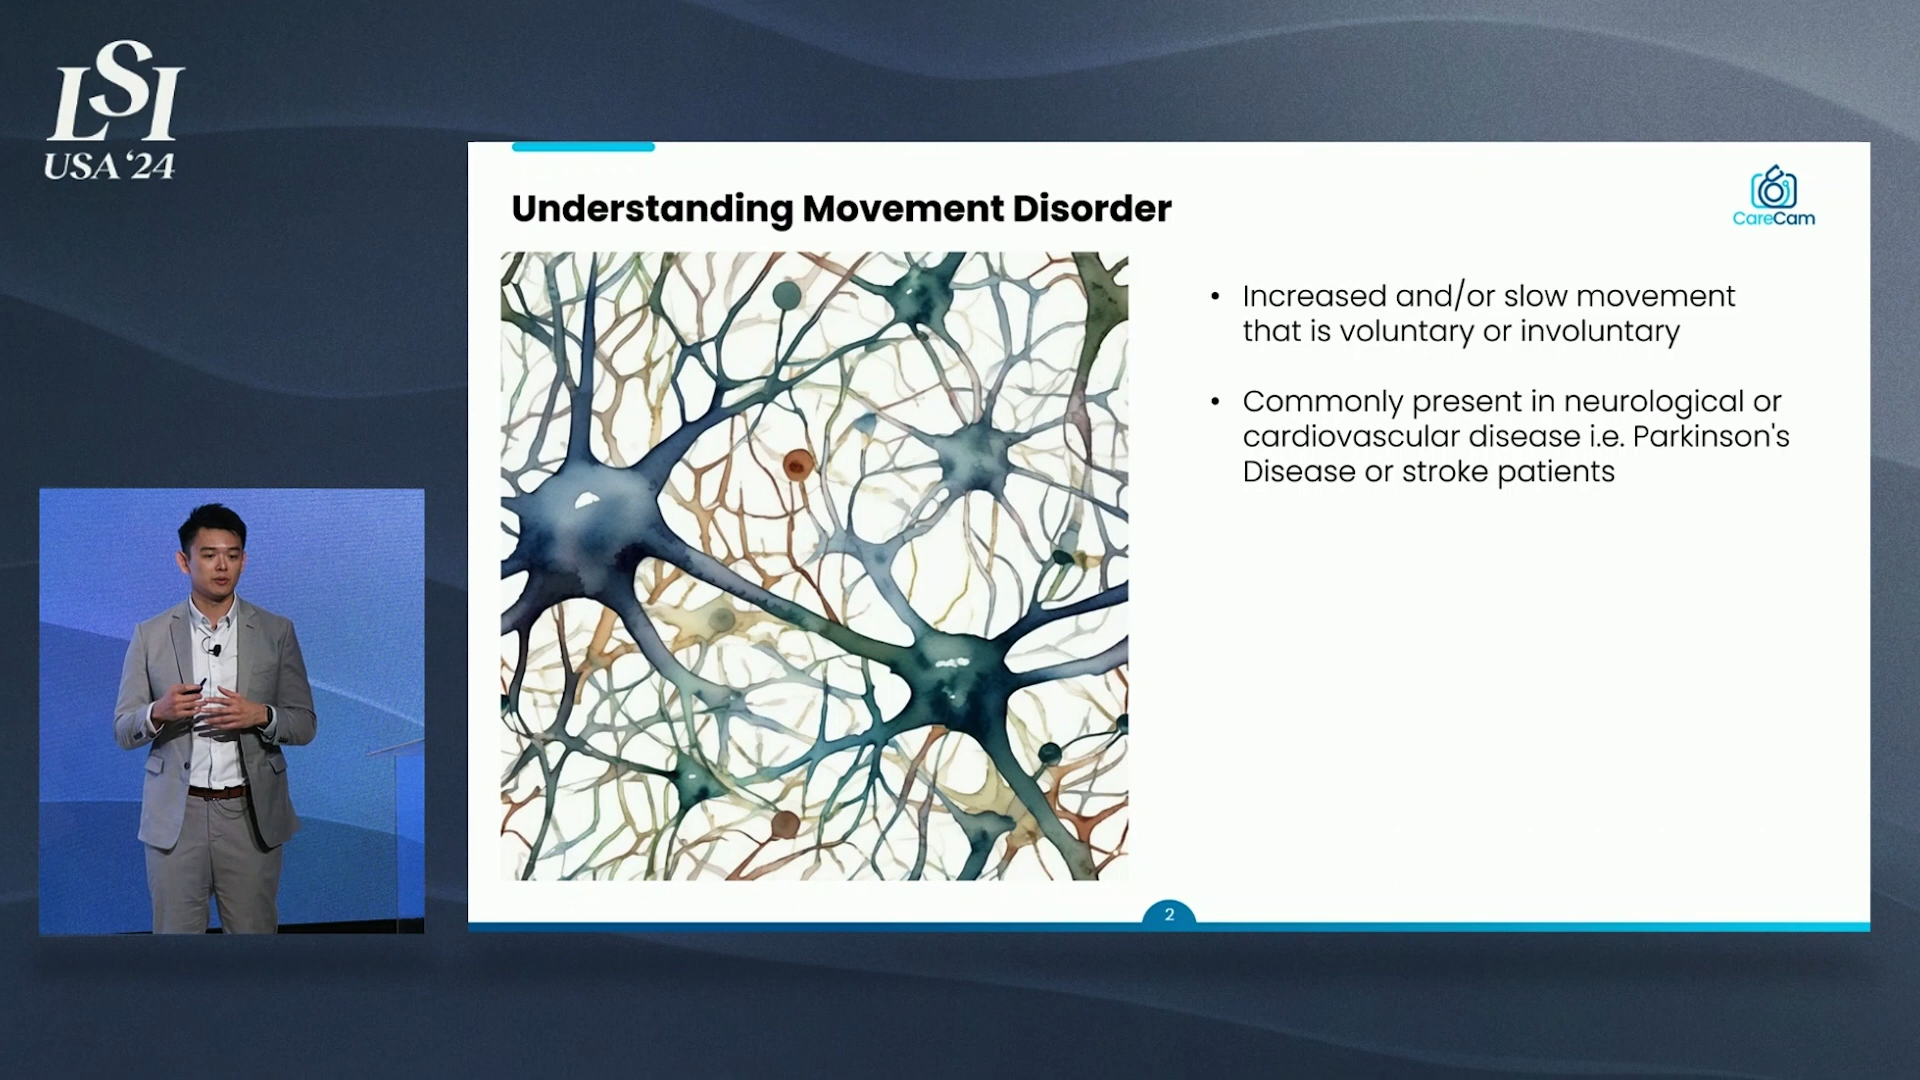 LSI
USA '24
Understanding Movement Disorder
CareCam
• Increased and/or slow movement
that is voluntary or involuntary
• Commonly present in neurological or
cardiovascular disease i.e. Parkinson's
Disease or stroke patients
2